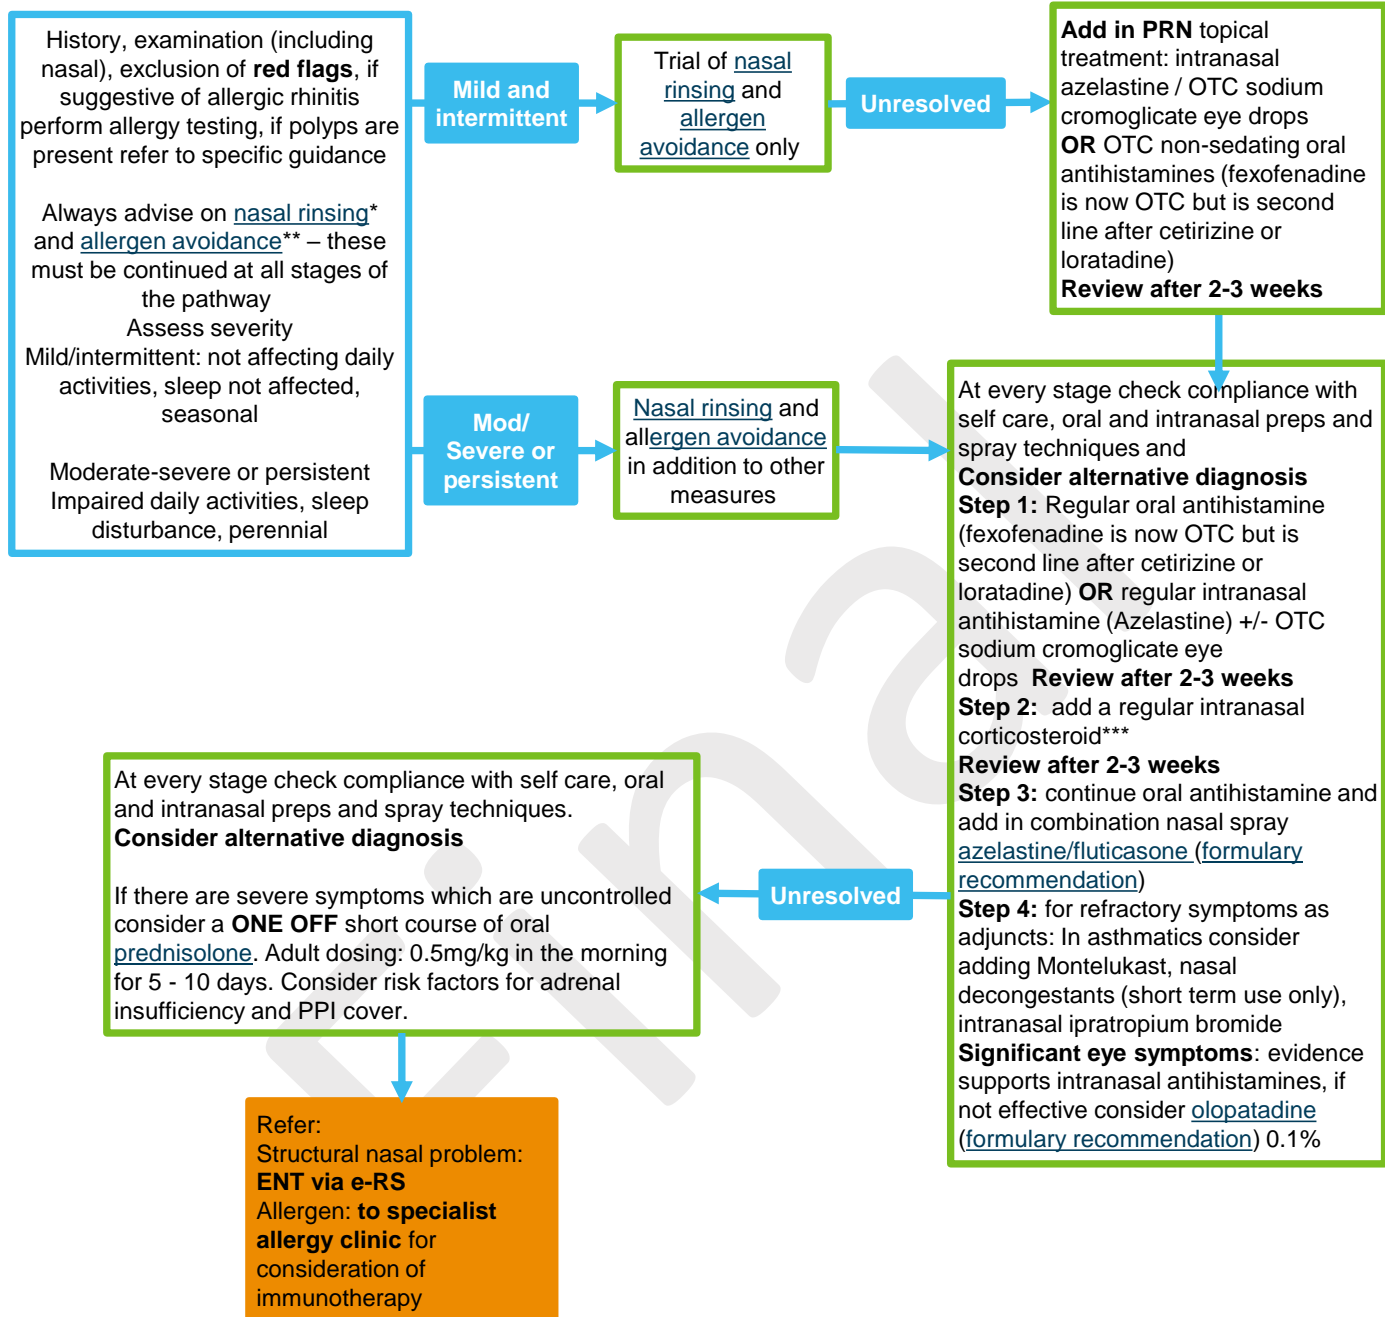 History, examination (including
nasal), exclusion of red flags, if
suggestive of allergic rhinitis
perform allergy testing, if polyps are
present refer to specific guidance
Always advise on nasal rinsing*
and allergen avoidance** – these
must be continued at all stages of
the pathway
Assess severity
Mild/intermittent: not affecting daily
activities, sleep not affected,
seasonal
Moderate-severe or persistent
Impaired daily activities, sleep
disturbance, perennial
Mild and
intermittent
Trial of nasal
rinsing and
allergen
avoidance only
Unresolved
Add in PRN topical
treatment: intranasal
azelastine / OTC sodium
cromoglicate eye drops
OR OTC non-sedating oral
antihistamines (fexofenadine
is now OTC but is second
line after cetirizine or
loratadine)
Review after 2-3 weeks
Mod/
Severe or
persistent
Nasal rinsing and
allergen avoidance
in addition to other
measures
At every stage check compliance with
self care, oral and intranasal preps and
spray techniques and
Consider alternative diagnosis
Step 1: Regular oral antihistamine
(fexofenadine is now OTC but is
second line after cetirizine or
loratadine) OR regular intranasal
antihistamine (Azelastine) +/- OTC
sodium cromoglicate eye
drops Review after 2-3 weeks
Step 2: add a regular intranasal
corticosteroid***
Review after 2-3 weeks
Step 3: continue oral antihistamine and
add in combination nasal spray
azelastine/fluticasone (formulary
recommendation)
Step 4: for refractory symptoms as
adjuncts: In asthmatics consider
adding Montelukast, nasal
decongestants (short term use only),
intranasal ipratropium bromide
Significant eye symptoms: evidence
supports intranasal antihistamines, if
not effective consider olopatadine
(formulary recommendation) 0.1%
Unresolved
At every stage check compliance with self care, oral
and intranasal preps and spray techniques.
Consider alternative diagnosis
If there are severe symptoms which are uncontrolled
consider a ONE OFF short course of oral
prednisolone. Adult dosing: 0.5mg/kg in the morning
for 5 - 10 days. Consider risk factors for adrenal
insufficiency and PPI cover.
Refer:
Structural nasal problem:
ENT via e-RS
Allergen: to specialist
allergy clinic for
consideration of
immunotherapy
Final